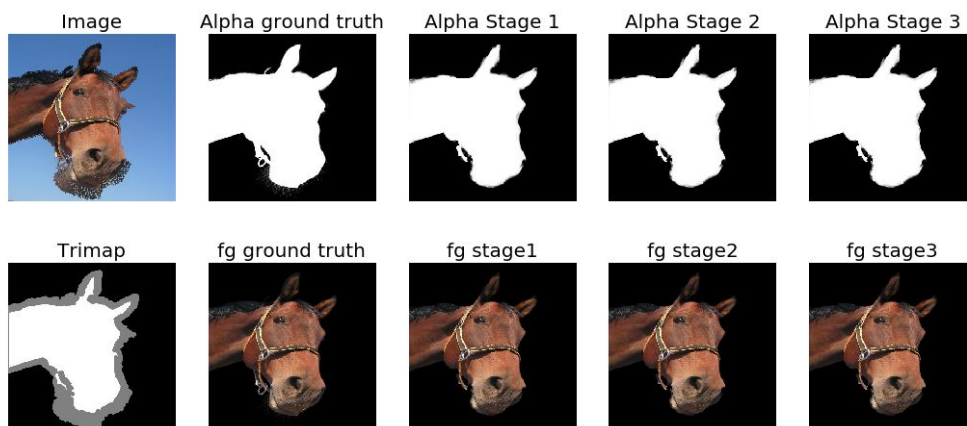 Image
Alpha ground truth
Alpha Stage 1
Alpha Stage 2
Alpha Stage 3
Trimap
fg ground truth
fg stage1
fg stage2
fg stage3